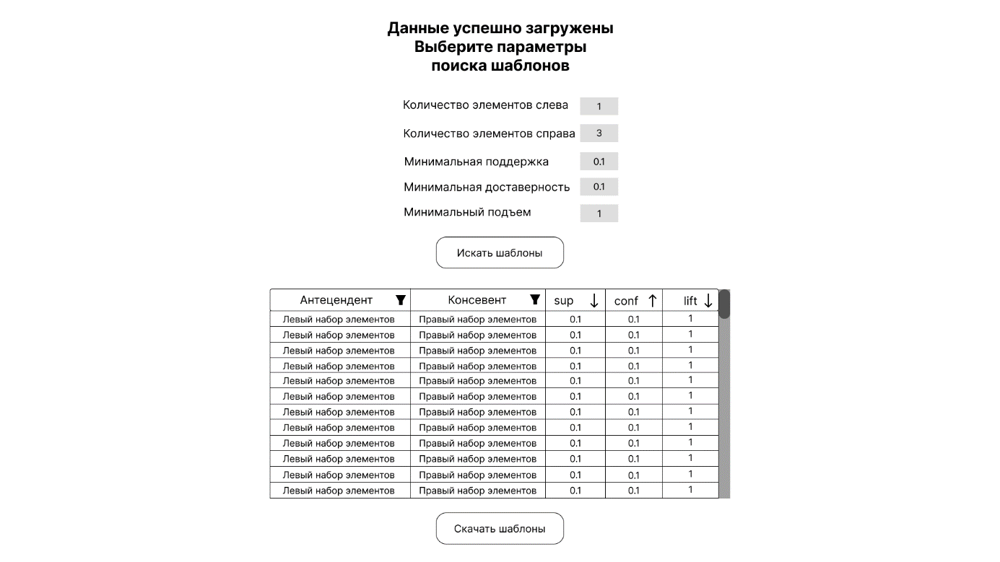 Данные успешно загружены
Выберите параметры
поиска шаблонов
Количество элементов слева 1
Количество элементов справа 3
Минимальная поддержка 0.1
Минимальная доставерность 0.1
Минимальный подъем 1
Искать шаблоны
Антецендент Консевент sup conf lift
Левый набор элементов Правый набор элементов 0.1 0.1 1
Левый набор элементов Правый набор элементов 0.1 0.1 1
Левый набор элементов Правый набор элементов 0.1 0.1 1
Левый набор элементов Правый набор элементов 0.1 0.1 1
Левый набор элементов Правый набор элементов 0.1 0.1 1
Левый набор элементов Правый набор элементов 0.1 0.1 1
Левый набор элементов Правый набор элементов 0.1 0.1 1
Левый набор элементов Правый набор элементов 0.1 0.1 1
Левый набор элементов Правый набор элементов 0.1 0.1 1
Левый набор элементов Правый набор элементов 0.1 0.1 1
Левый набор элементов Правый набор элементов 0.1 0.1 1
Левый набор элементов Правый набор элементов 0.1 0.1 1
Скачать шаблоны